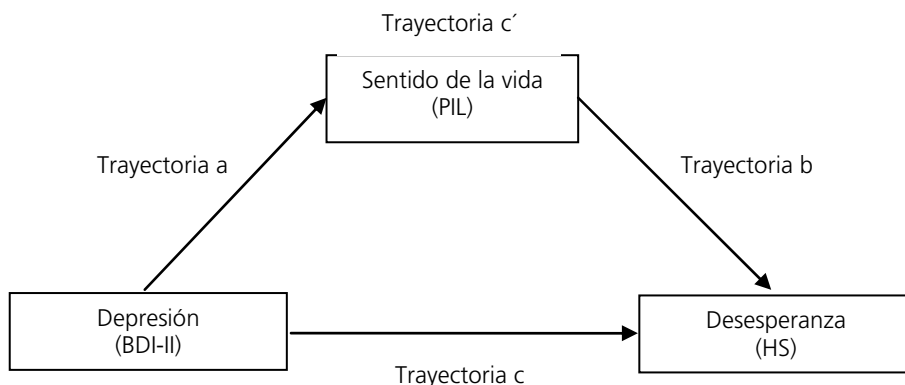 Trayectoria c´
Sentido de la vida
(PIL)
Trayectoria a
Trayectoria b
Depresión
(BDI-II)
Desesperanza
(HS)
Trayectoria c